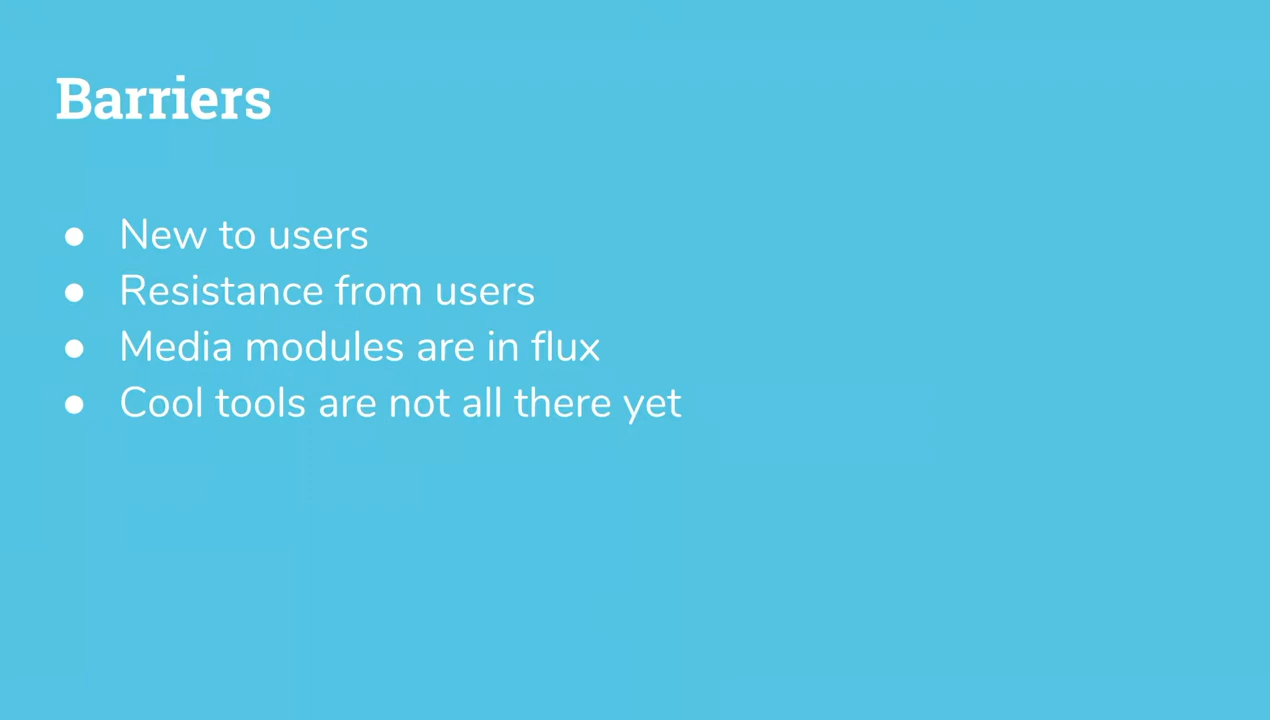 Barriers
● New to users
● Resistance from users
● Media modules are in flux
● Cool tools are not all there yet